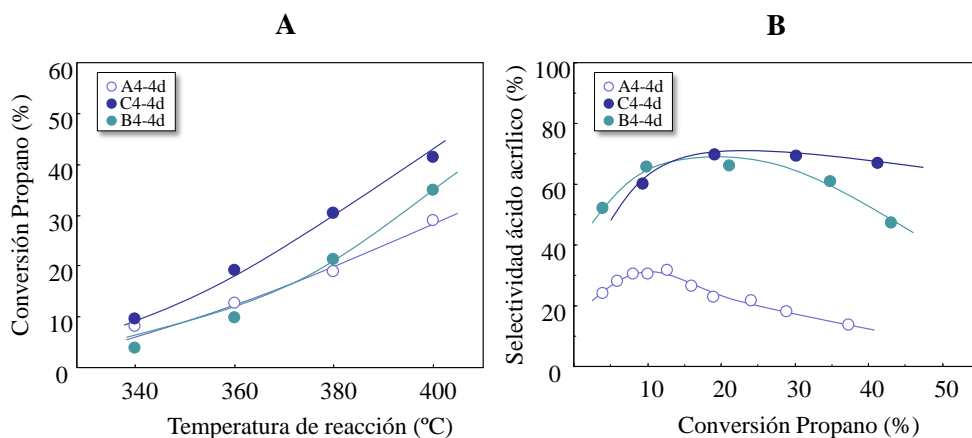 A
Conversión Propano (%)
60
50
40
30
20
10
0
A4-4d
C4-4d
B4-4d
340 360 380 400
Temperatura de reacción (ºC)
B
Selectividad ácido acrílico (%)
100
80
60
40
20
0
A4-4d
C4-4d
B4-4d
10 20 30 40 50
Conversión Propano (%)